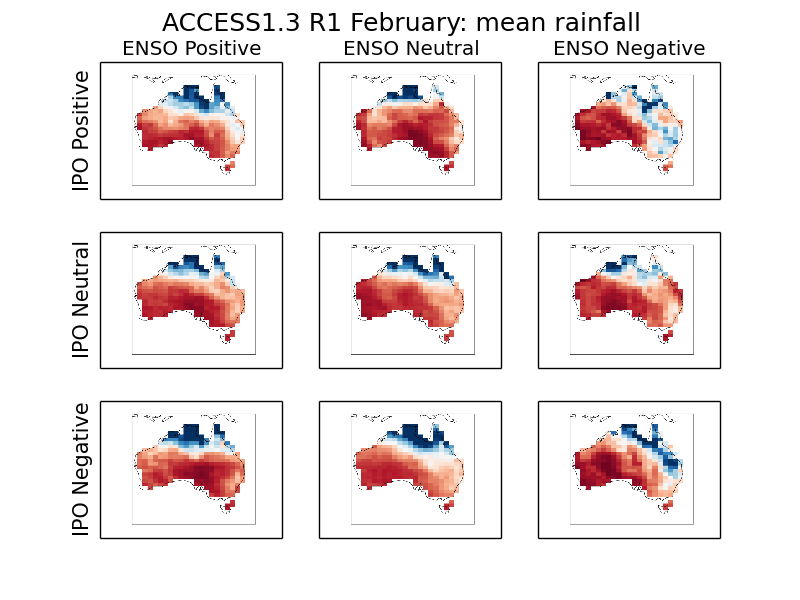 ACCESS1.3 R1 February: mean rainfall
ENSO Positive
ENSO Neutral
ENSO Negative
IPO Positive
IPO Neutral
IPO Negative